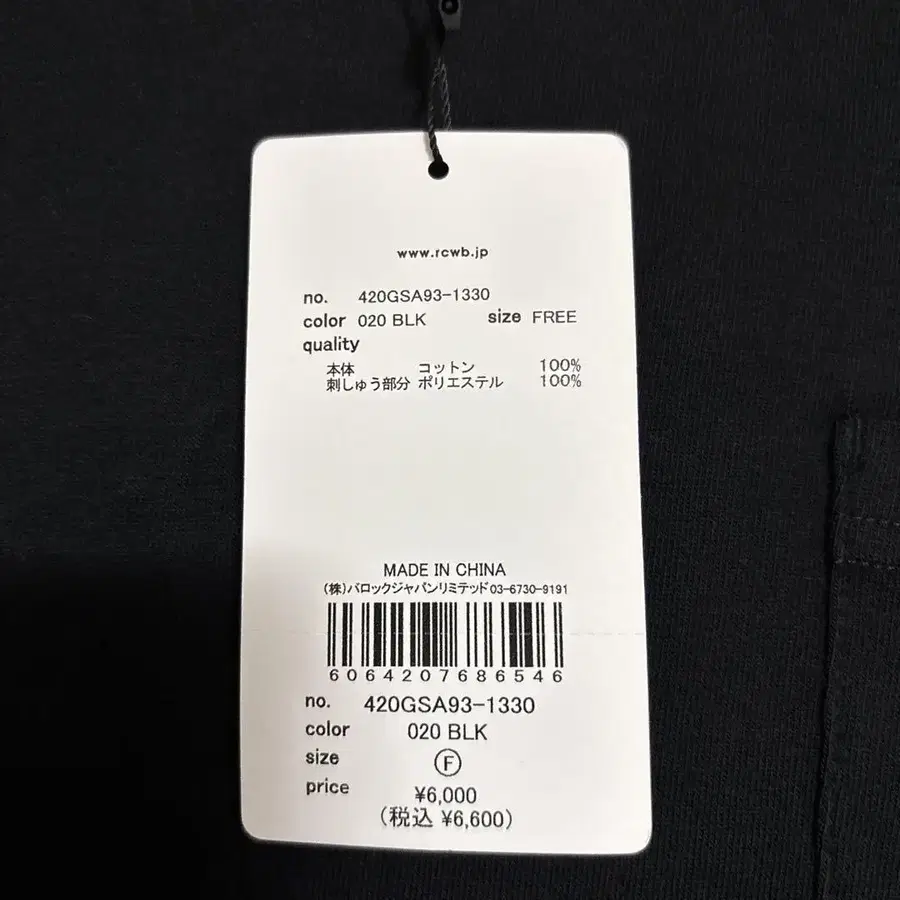 www.rcwb.jp
no. 420GSA93-1330
color 020 BLK size FREE
quality
本体 コットン 100%
刺しゅう部分 ポリエステル 100%
MADE IN CHINA
(株)バロックジャパンリミテッド03-6730-9191
6064207686546
no. 420GSA93-1330
color 020 BLK
size Ⓕ
price ¥6,000
(税込 ¥6,600)